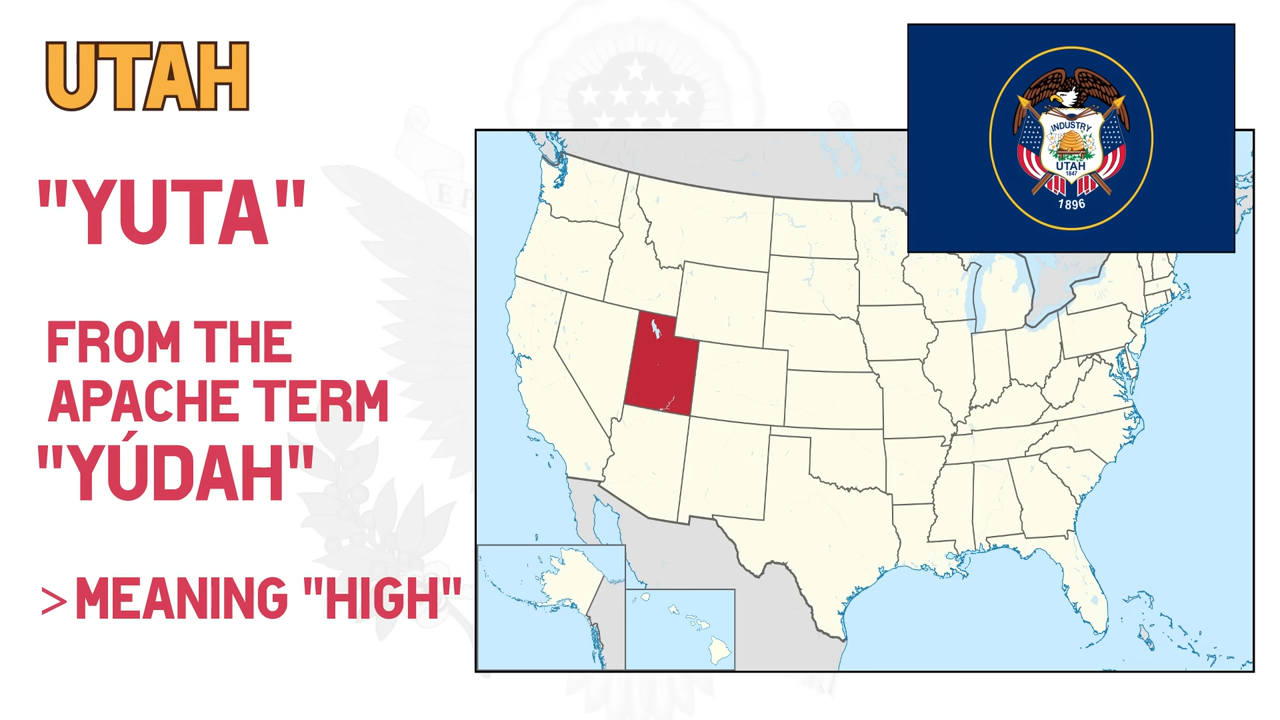 UTAH
"YUTA"
FROM THE
APACHE TERM
"YÚDAH"
> MEANING "HIGH"
INDUSTRY
UTAH
1847
1896